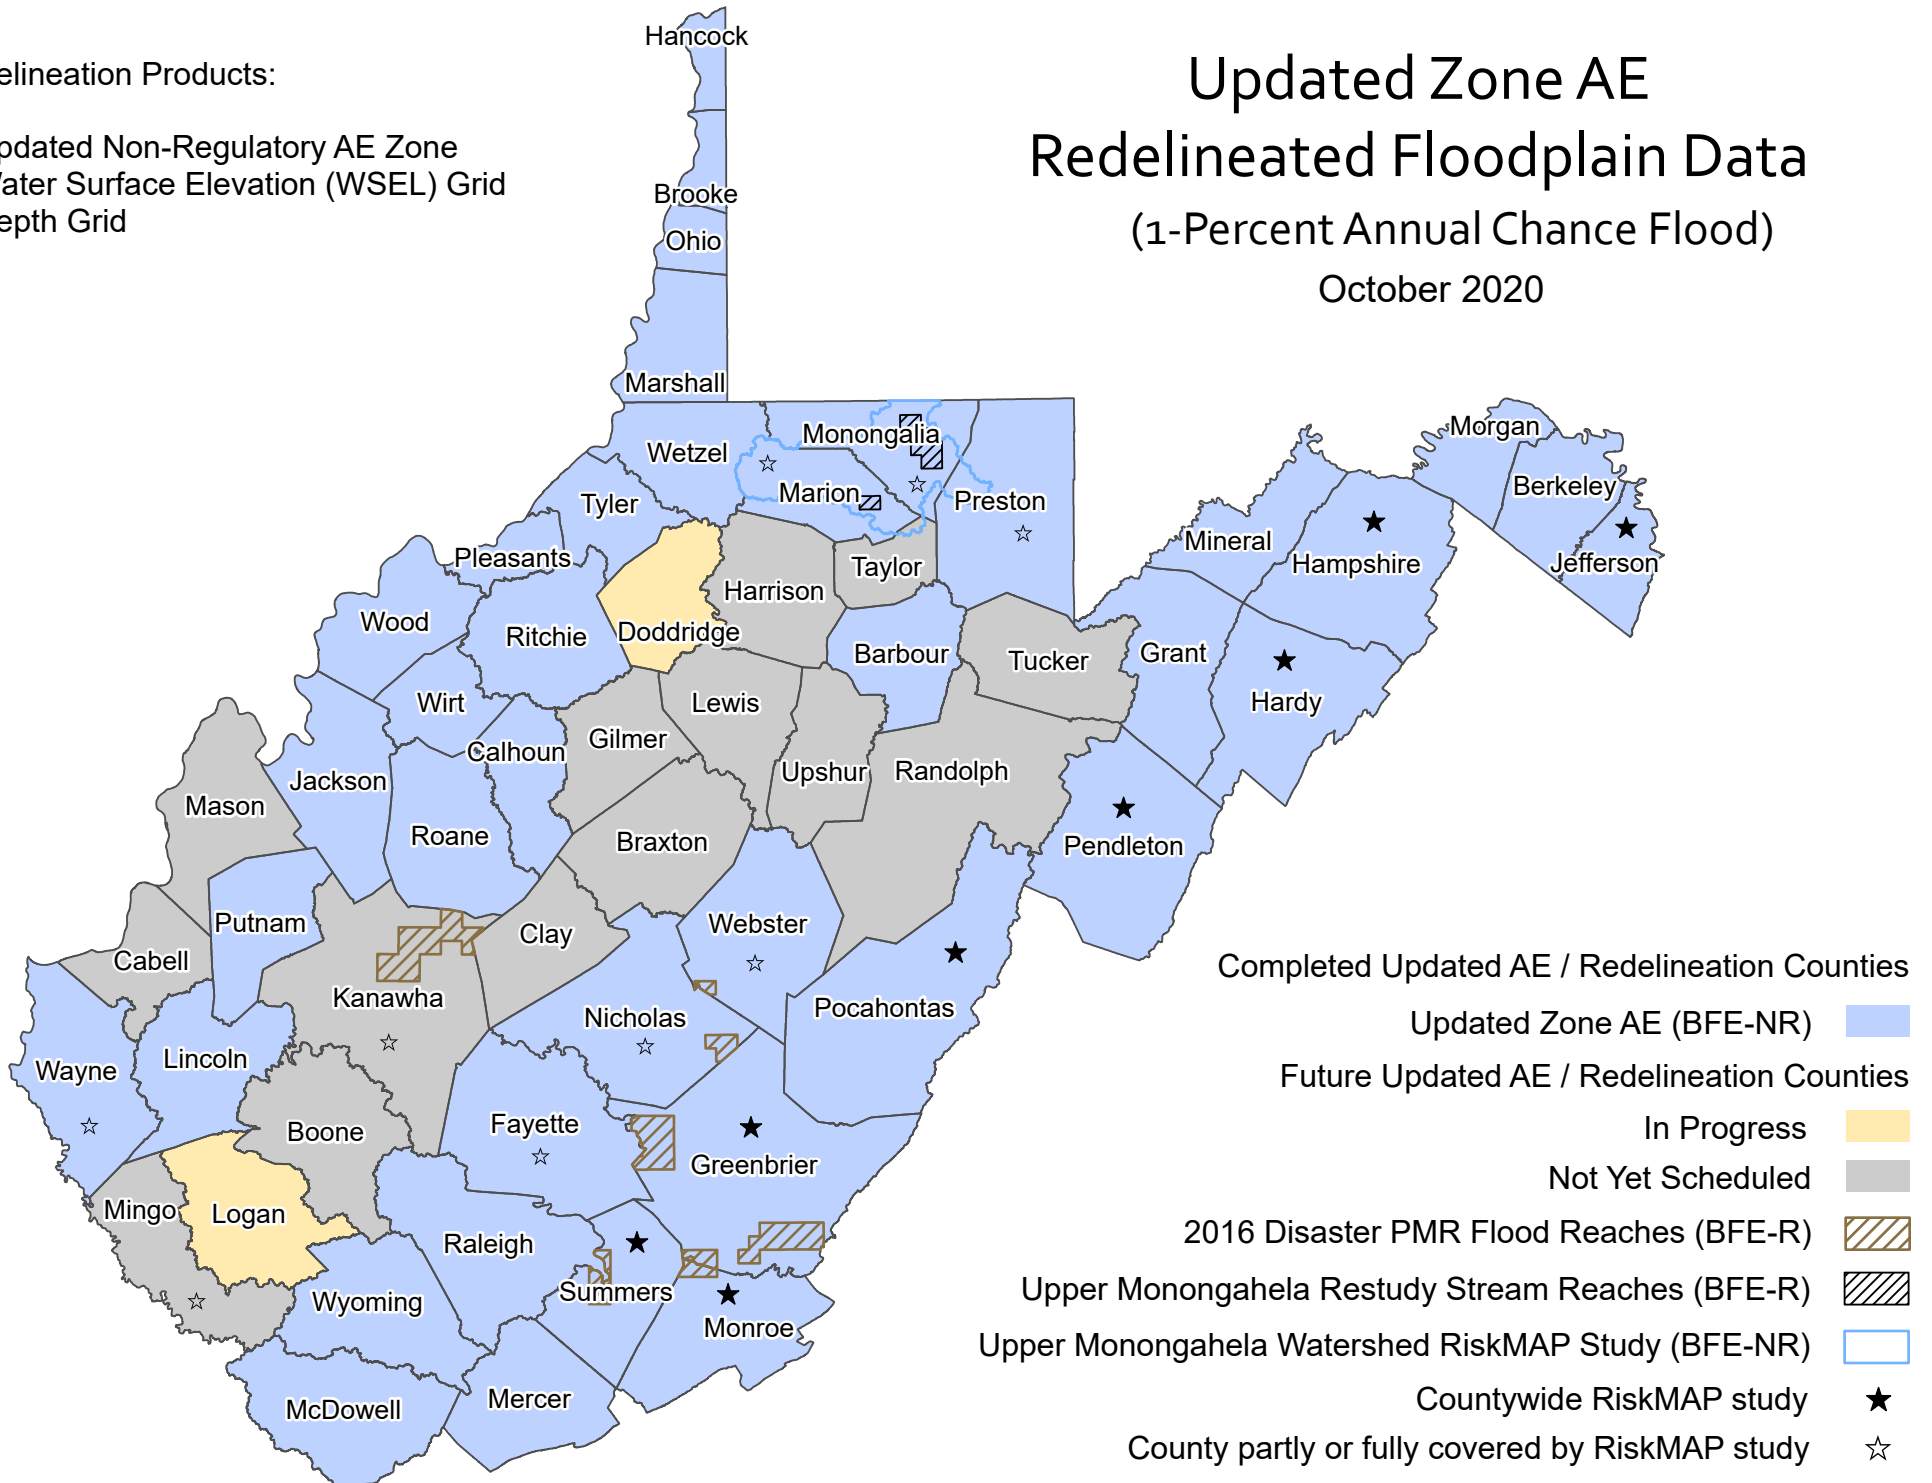 elineation Products:
pdated Non-Regulatory AE Zone
Water Surface Elevation (WSEL) Grid
epth Grid
Updated Zone AE
Redelineated Floodplain Data
(1-Percent Annual Chance Flood)
October 2020
Hancock
Brooke
Ohio
Marshall
Wetzel
Monongalia
Marion
Preston
Tyler
Pleasants
Morgan
Berkeley
Jefferson
Mineral
Hampshire
Taylor
Harrison
Wood
Ritchie
Doddridge
Barbour
Tucker
Grant
Hardy
Wirt
Lewis
Gilmer
Calhoun
Upshur
Randolph
Jackson
Mason
Roane
Braxton
Pendleton
Putnam
Clay
Webster
Cabell
Kanawha
Nicholas
Pocahontas
Wayne
Lincoln
Boone
Fayette
Greenbrier
Mingo
Logan
Raleigh
Summers
Wyoming
Monroe
McDowell
Mercer
Completed Updated AE / Redelineation Counties
Updated Zone AE (BFE-NR)
Future Updated AE / Redelineation Counties
In Progress
Not Yet Scheduled
2016 Disaster PMR Flood Reaches (BFE-R)
Upper Monongahela Restudy Stream Reaches (BFE-R)
Upper Monongahela Watershed RiskMAP Study (BFE-NR)
Countywide RiskMAP study
County partly or fully covered by RiskMAP study